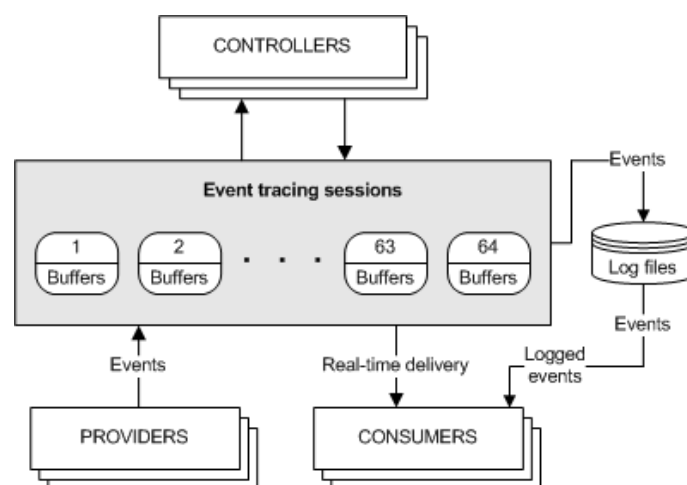 CONTROLLERS
Event tracing sessions
1
Buffers
2
Buffers
. . .
63
Buffers
64
Buffers
Events
Log files
Events
Events
Real-time delivery
Logged
events
PROVIDERS
CONSUMERS